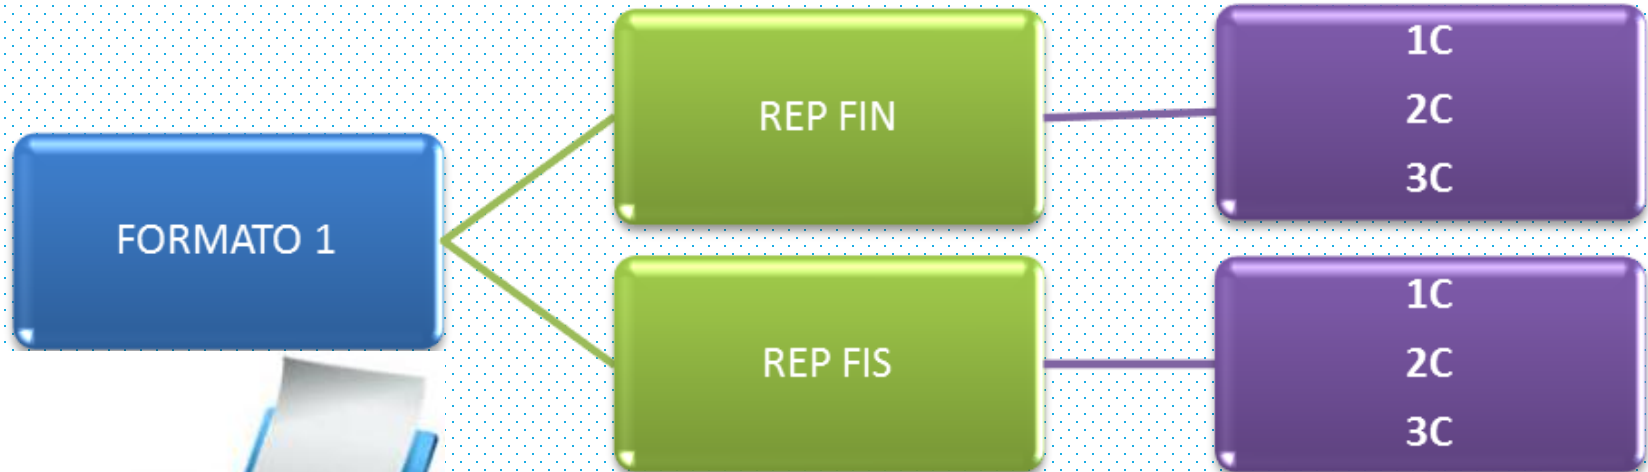 FORMATO 1
REP FIN
1C
2C
3C
REP FIS
1C
2C
3C